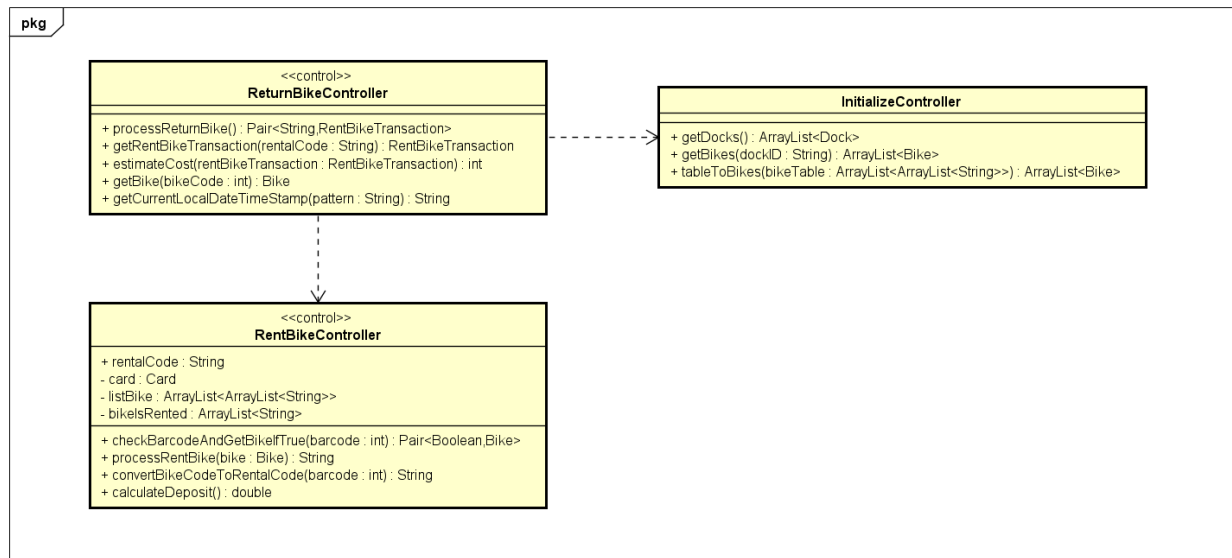 pkg
<<control>>
ReturnBikeController
+ processReturnBike() : Pair<String,RentBikeTransaction>
+ getRentBikeTransaction(rentalCode : String) : RentBikeTransaction
+ estimateCost(rentBikeTransaction : RentBikeTransaction) : int
+ getBike(bikeCode : int) : Bike
+ getCurrentLocalDateTimeStamp(pattern : String) : String
InitializeController
+ getDocks() : ArrayList<Dock>
+ getBikes(dockID : String) : ArrayList<Bike>
+ tableToBikes(bikeTable : ArrayList<ArrayList<String>>) : ArrayList<Bike>
<<control>>
RentBikeController
+ rentalCode : String
- card : Card
- listBike : ArrayList<ArrayList<String>>
- bikeIsRented : ArrayList<String>
+ checkBarcodeAndGetBikeIfTrue(barcode : int) : Pair<Boolean,Bike>
+ processRentBike(bike : Bike) : String
+ convertBikeCodeToRentalCode(barcode : int) : String
+ calculateDeposit() : double